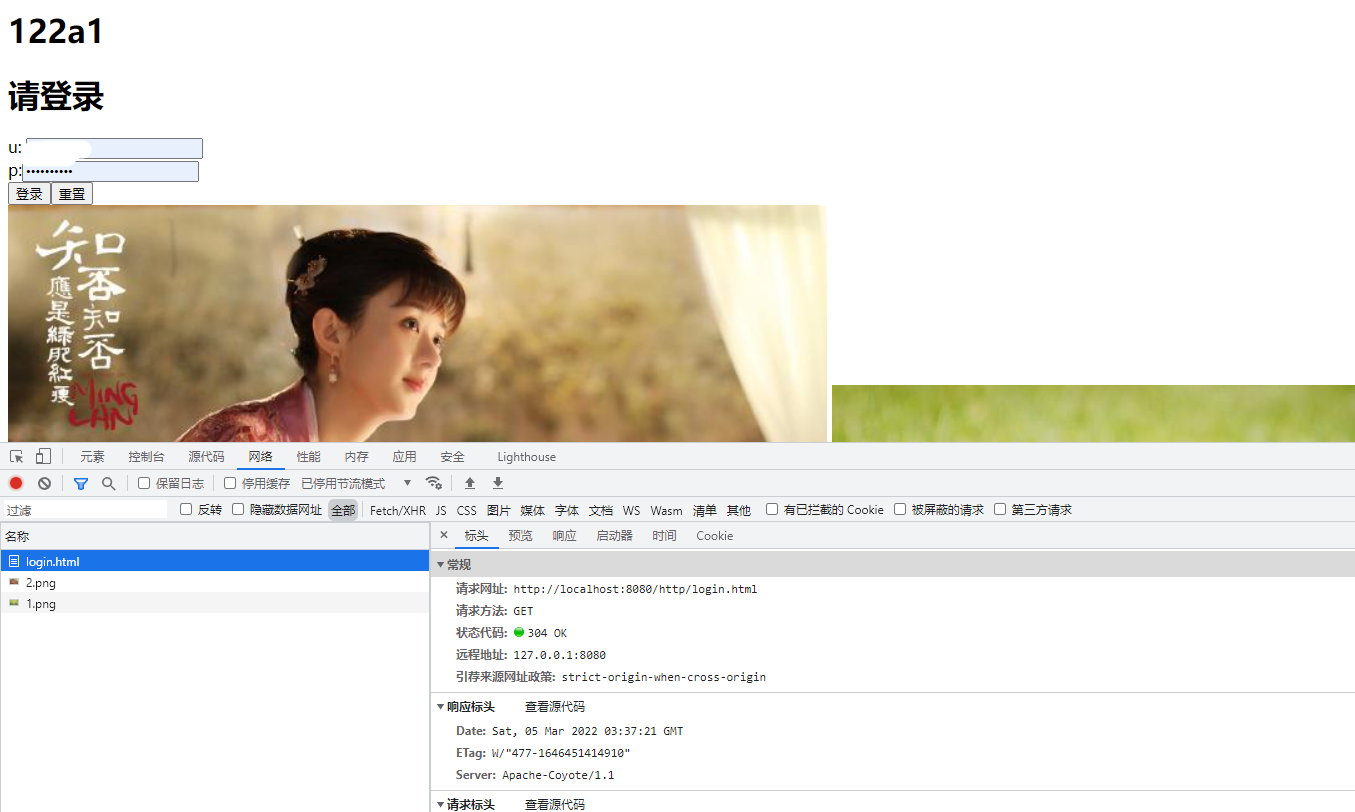 122a1
请登录
u:
p: ••••••••••
登录 重置
知否知否
應是綠肥紅瘦
MING
LAN
元素 控制台 源代码 网络 性能 内存 应用 安全 Lighthouse
保留日志 停用缓存 已停用节流模式
过滤 反转 隐藏数据网址 全部 Fetch/XHR JS CSS 图片 媒体 字体 文档 WS Wasm 清单 其他 有已拦截的 Cookie 被屏蔽的请求 第三方请求
名称
login.html
2.png
1.png
× 标头 预览 响应 启动器 时间 Cookie
常规
请求网址: http://localhost:8080/http/login.html
请求方法: GET
状态代码: 304 OK
远程地址: 127.0.0.1:8080
引荐来源网址政策: strict-origin-when-cross-origin
响应标头 查看源代码
Date: Sat, 05 Mar 2022 03:37:21 GMT
ETag: W/"477-1646451414910"
Server: Apache-Coyote/1.1
请求标头 查看源代码